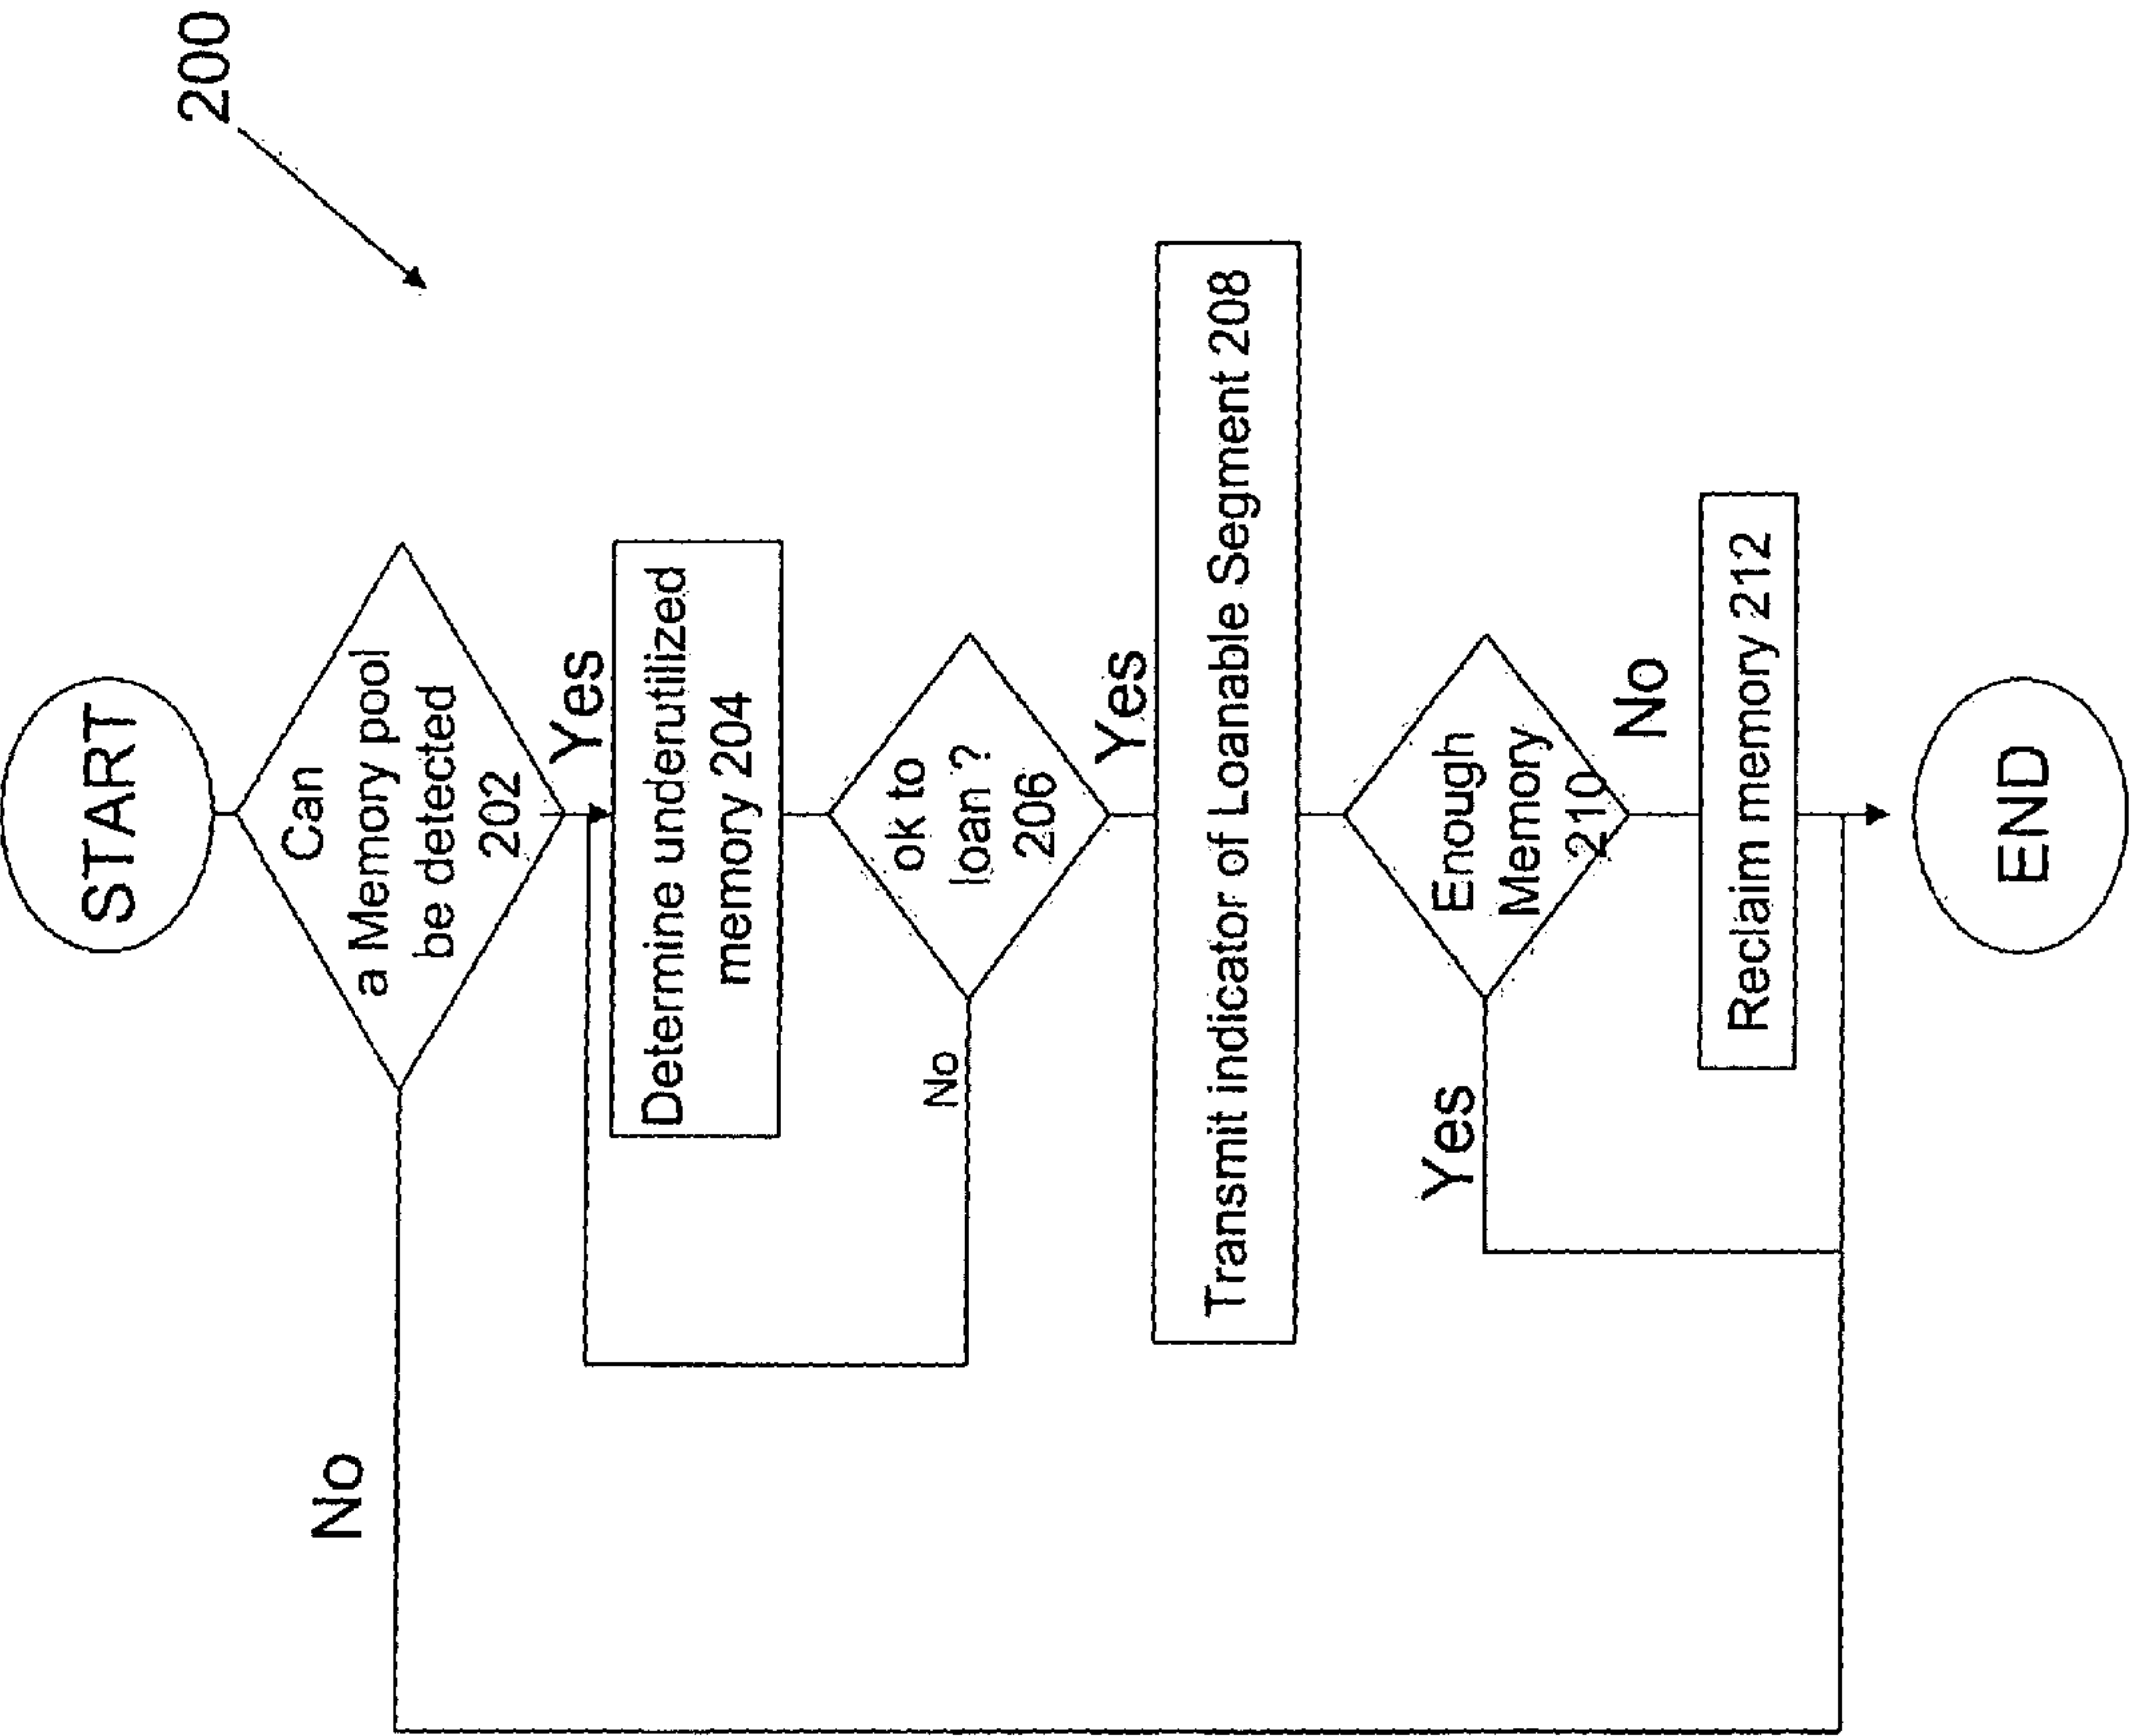 200
START
Can
a Memory pool
be detected
202
No
Yes
Determine underutilized
memory 204
ok to
loan ?
206
No
Yes
Transmit indicator of Loanable Segment 208
Enough
Memory
210
Yes
No
Reclaim memory 212
END